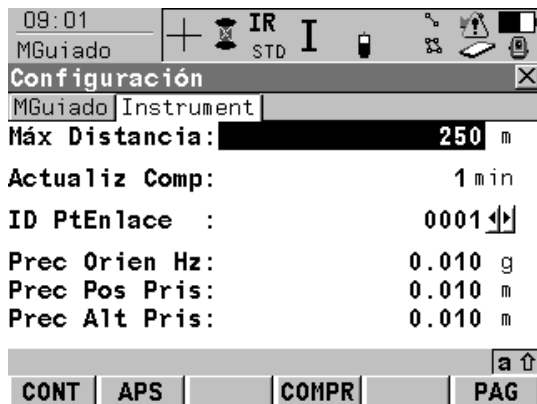 09:01
MGuiado
IR
STD
I
Configuración
MGuiado Instrument
Máx Distancia: 250 m
Actualiz Comp: 1 min
ID PtEnlace : 0001
Prec Orien Hz: 0.010 g
Prec Pos Pris: 0.010 m
Prec Alt Pris: 0.010 m
a
CONT APS COMPR PAG